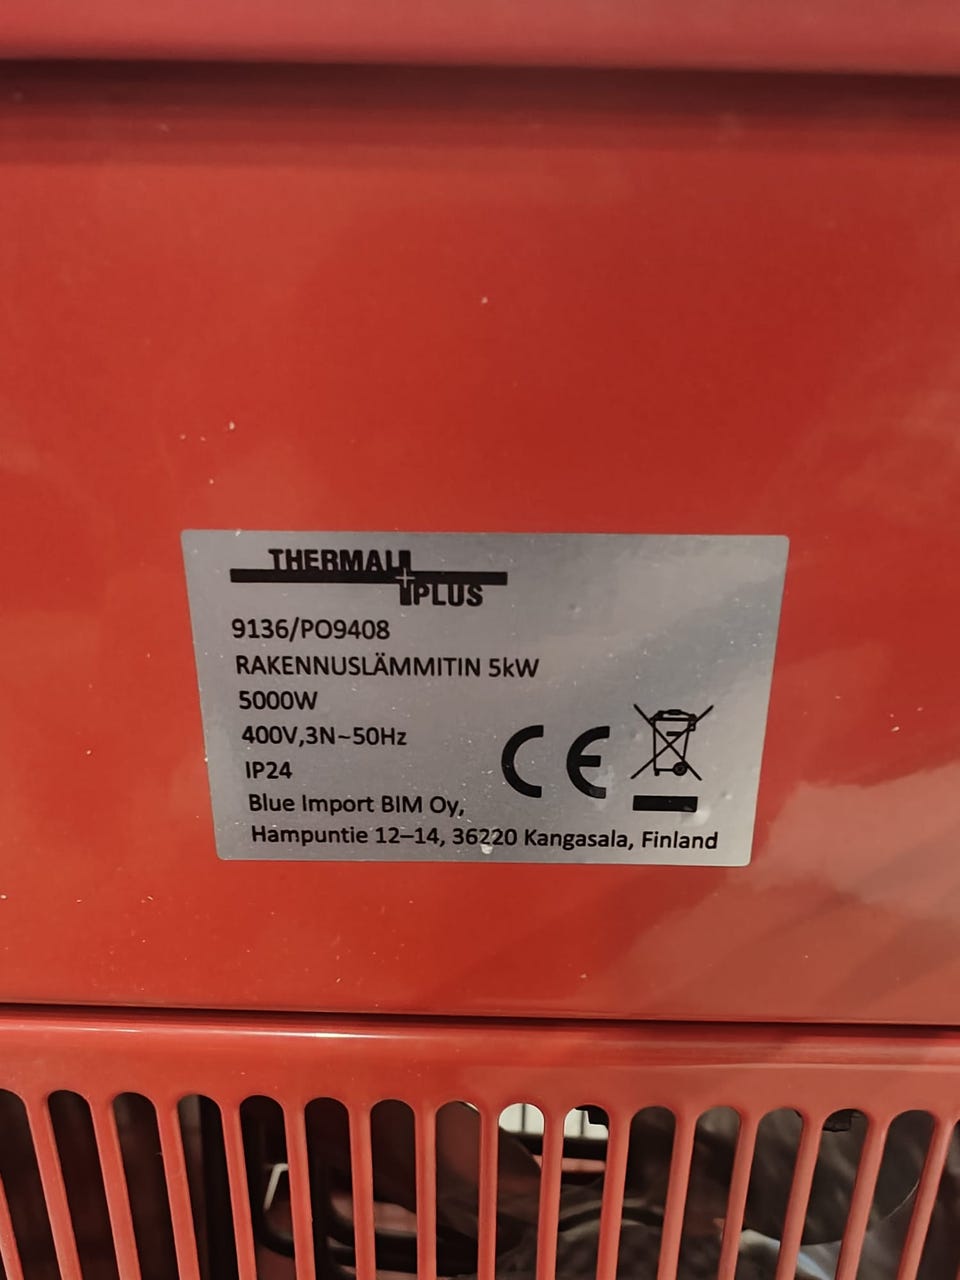 THERMAL
PLUS
9136/PO9408
RAKENNUSLÄMMITIN 5kW
5000W
400V,3N~50Hz
IP24
CE
Blue Import BIM Oy,
Hampuntie 12–14, 36220 Kangasala, Finland